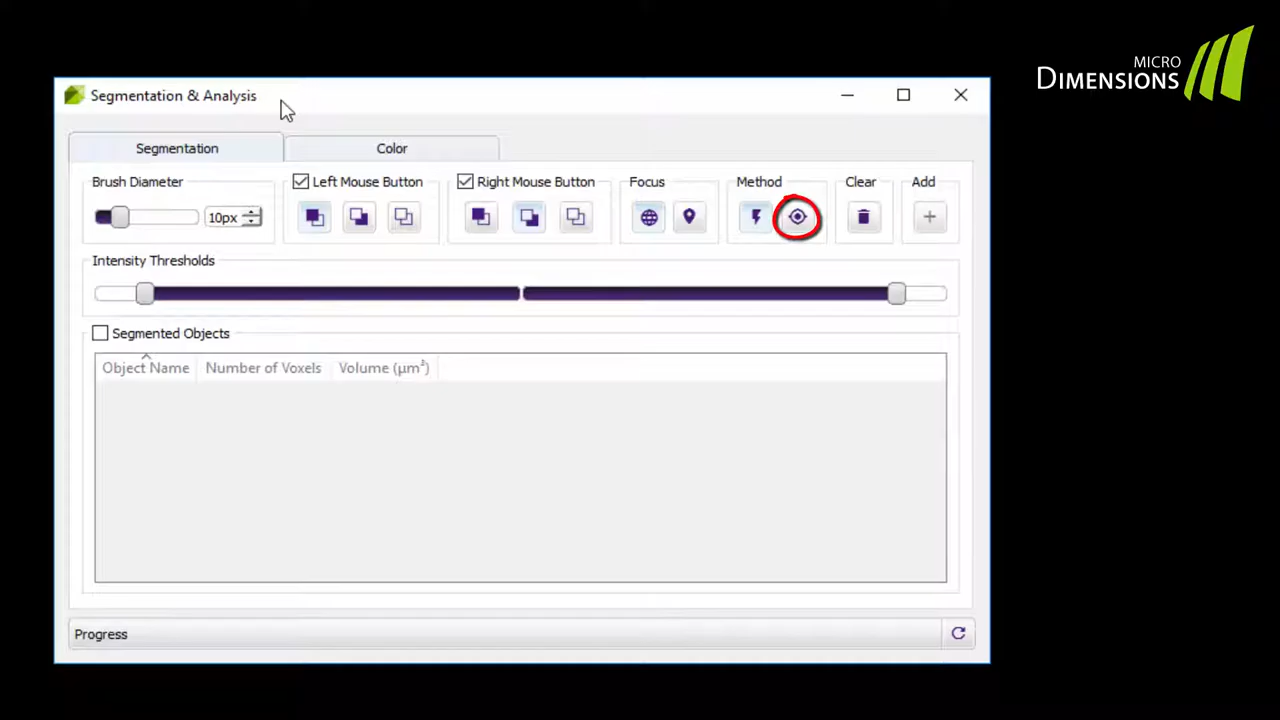 MICRO
DIMENSIONS
Segmentation & Analysis
Segmentation
Color
Brush Diameter
Left Mouse Button
Right Mouse Button
Focus
Method
Clear
Add
10px
Intensity Thresholds
Segmented Objects
Object Name
Number of Voxels
Volume (µm³)
Progress